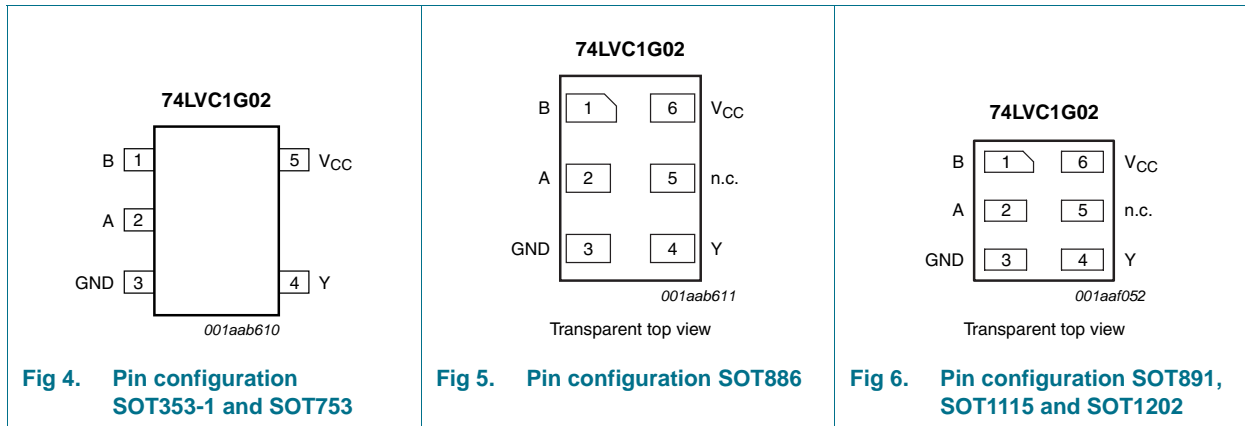 74LVC1G02
B 1 5 VCC
A 2
GND 3 4 Y
001aab610
Fig 4. Pin configuration
SOT353-1 and SOT753
74LVC1G02
B 1 6 VCC
A 2 5 n.c.
GND 3 4 Y
001aab611
Transparent top view
Fig 5. Pin configuration SOT886
74LVC1G02
B 1 6 VCC
A 2 5 n.c.
GND 3 4 Y
001aaf052
Transparent top view
Fig 6. Pin configuration SOT891,
SOT1115 and SOT1202